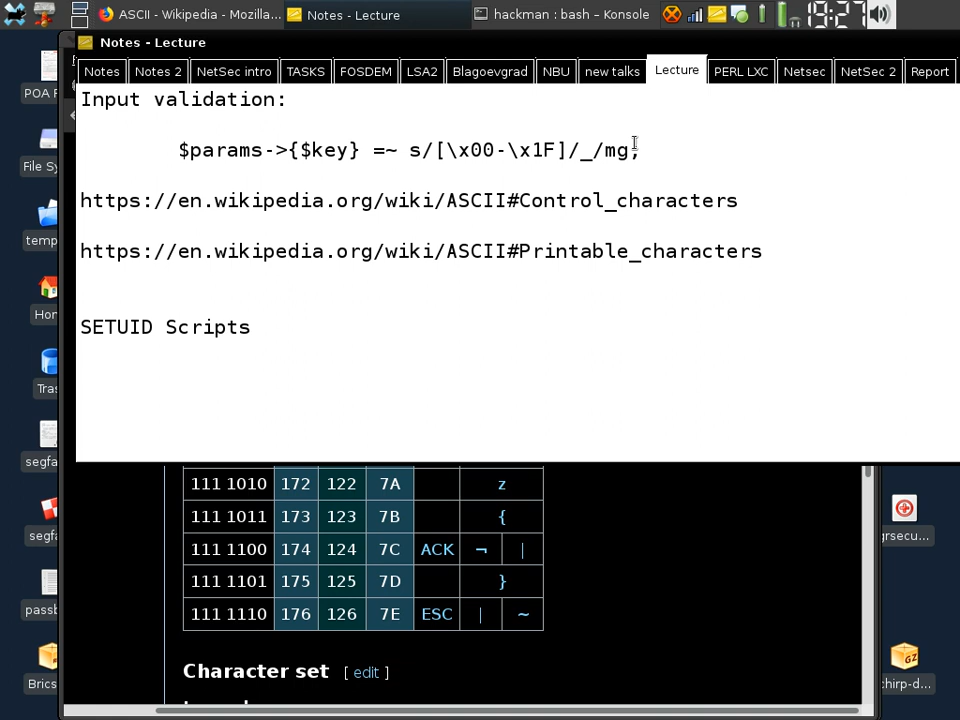 ASCII - Wikipedia - Mozilla...
Notes - Lecture
hackman : bash – Konsole
19:27
Notes - Lecture
Notes
Notes 2
NetSec intro
TASKS
FOSDEM
LSA2
Blagoevgrad
NBU
new talks
Lecture
PERL LXC
Netsec
NetSec 2
Report
Input validation:
$params->{$key} =~ s/[\x00-\x1F]/_/mg;
https://en.wikipedia.org/wiki/ASCII#Control_characters
https://en.wikipedia.org/wiki/ASCII#Printable_characters
SETUID Scripts
POA
File Sy
temp
Hon
Tras
segfa
segfa
passb
Brics
grsecu...
chirp-d...
111 1010 172 122 7A z
111 1011 173 123 7B {
111 1100 174 124 7C ACK ¬ |
111 1101 175 125 7D }
111 1110 176 126 7E ESC | ~
Character set [ edit ]